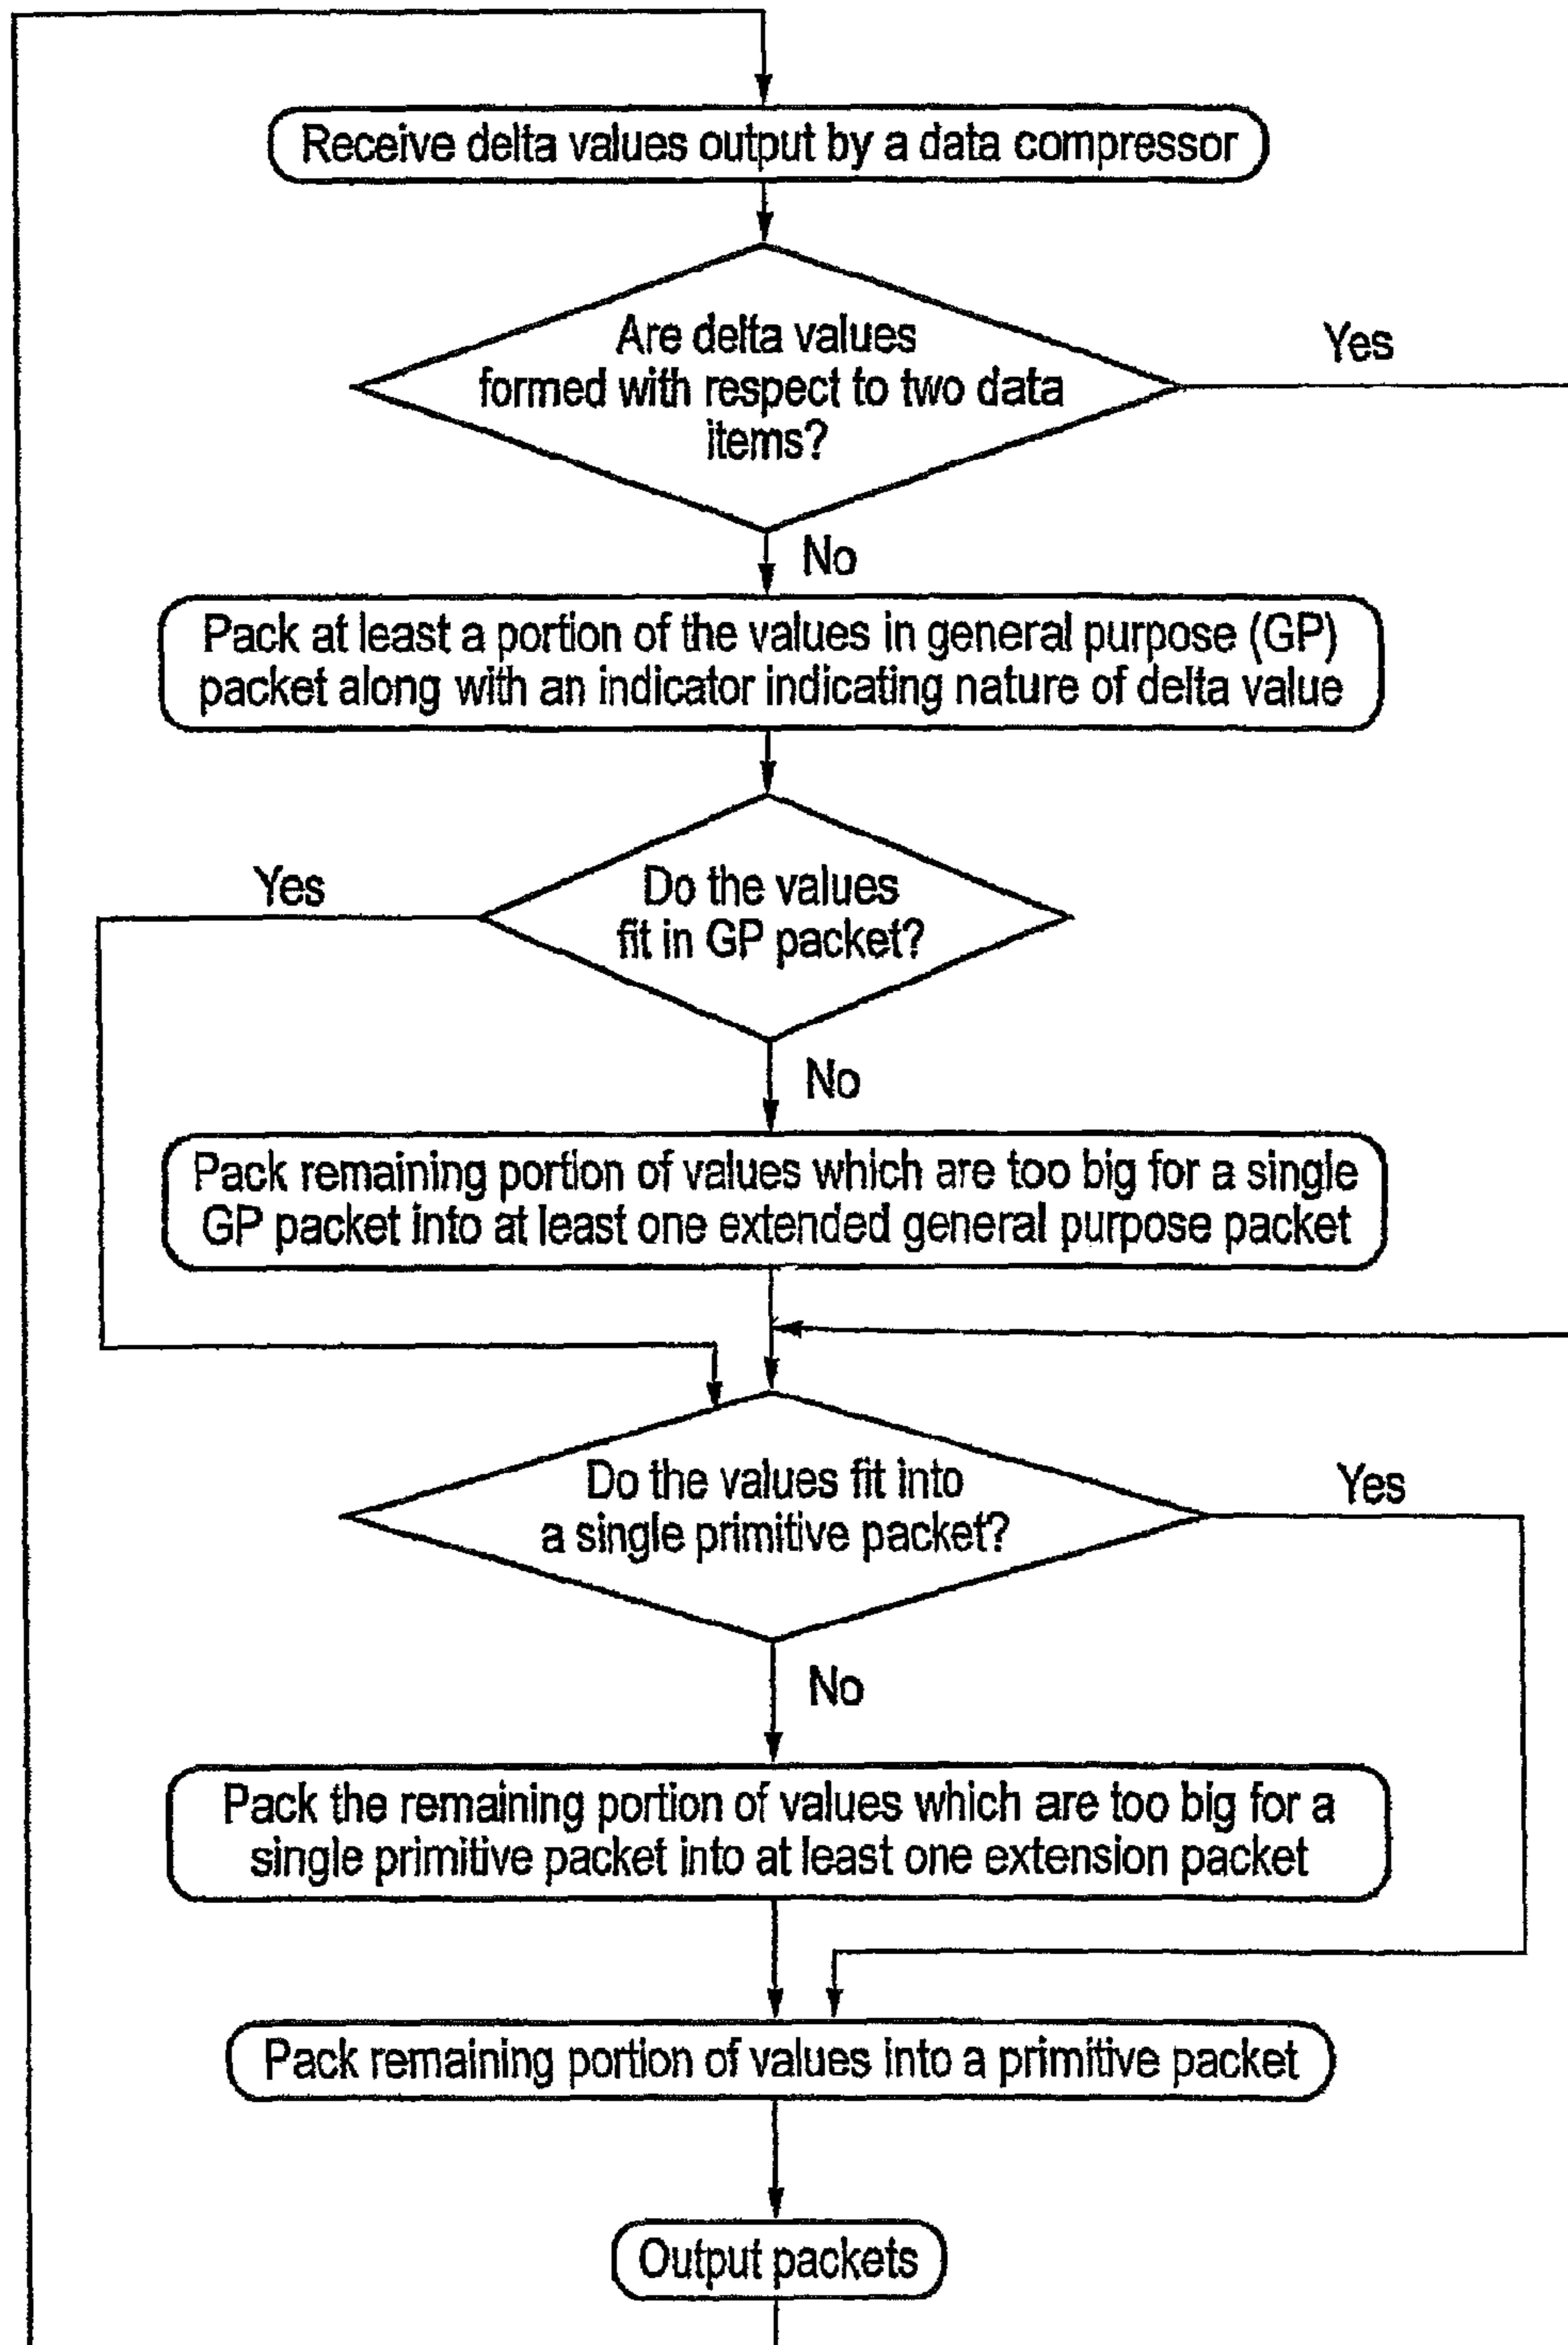 Receive delta values output by a data compressor
Are delta values
formed with respect to two data
items?
Yes
No
Pack at least a portion of the values in general purpose (GP)
packet along with an indicator indicating nature of delta value
Yes
Do the values
fit in GP packet?
No
Pack remaining portion of values which are too big for a single
GP packet into at least one extended general purpose packet
Do the values fit into
a single primitive packet?
Yes
No
Pack the remaining portion of values which are too big for a
single primitive packet into at least one extension packet
Pack remaining portion of values into a primitive packet
Output packets